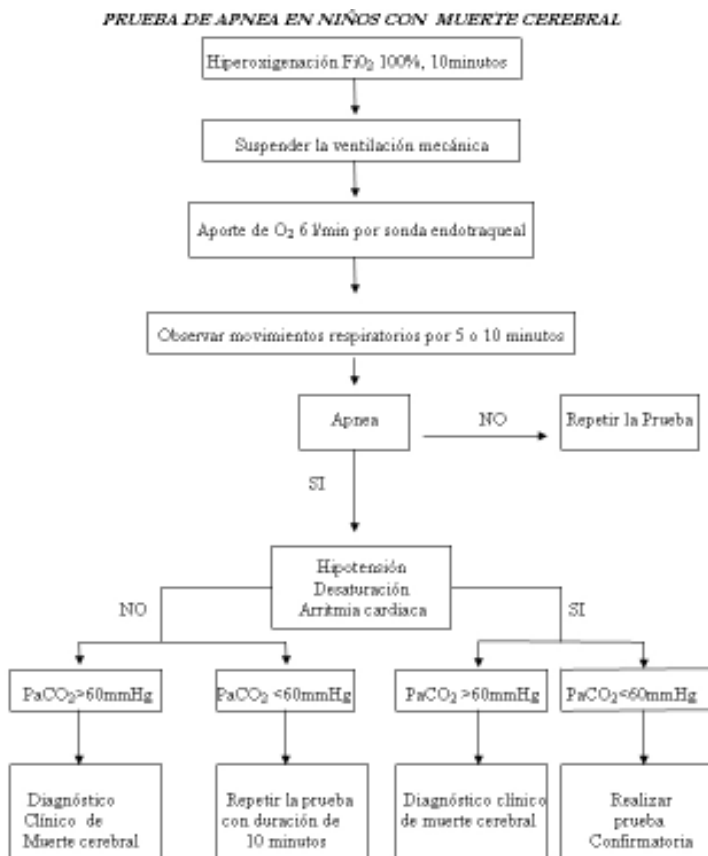 PRUEBA DE APNEA EN NIÑOS CON MUERTE CEREBRAL
Hiperoxigenación Fi0₂ 100%, 10minutos
Suspender la ventilación mecánica
Aporte de O₂ 6 l/min por sonda endotraqueal
Observar movimientos respiratorios por 5 o 10 minutos
Apnea
NO
Repetir la Prueba
SI
Hipotensión
Desaturación
Arritmia cardiaca
NO
SI
PaCO₂>60mmHg
PaCO₂ <60mmHg
PaCO₂ >60mmHg
PaCO₂<60mmHg
Diagnóstico
Clínico de
Muerte cerebral
Repetir la prueba
con duración de
10 minutos
Diagnóstico clínico
de muerte cerebral
Realizar
prueba
Confirmatoria